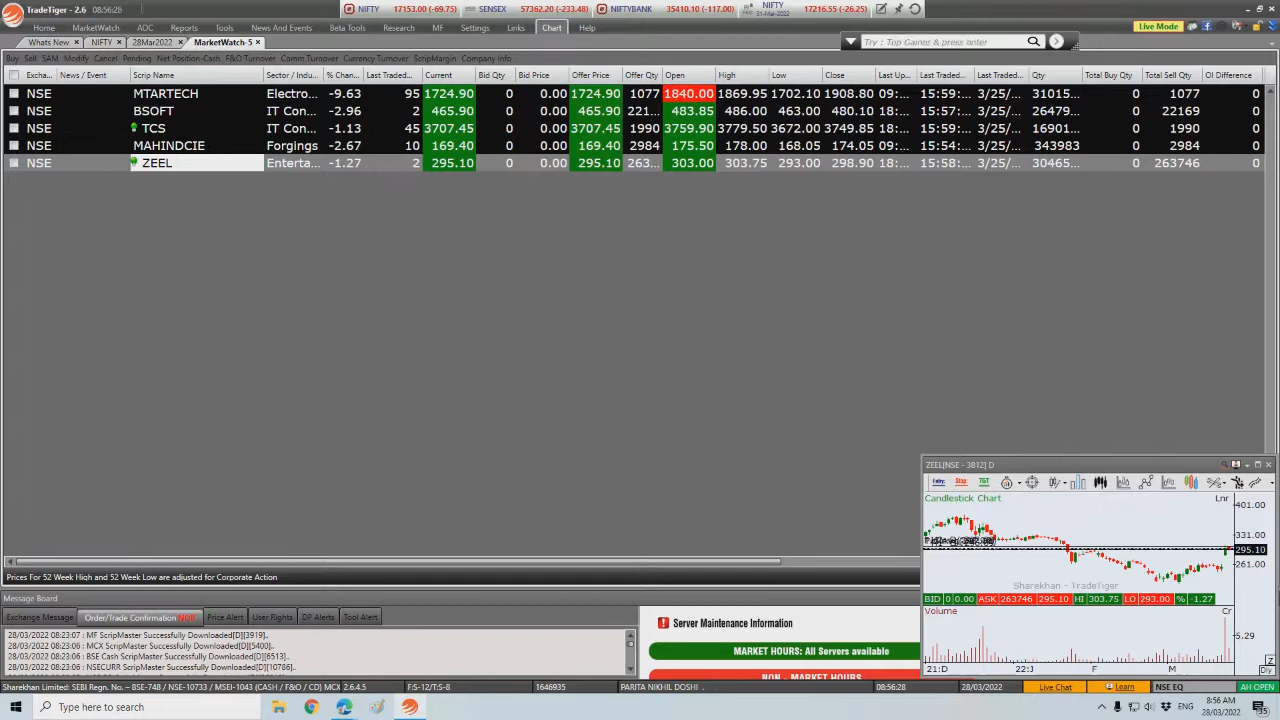 TradeTiger - 2.6 08:56:28 NIFTY 17153.00 (-69.75) SENSEX 57362.20 (-233.48) NIFTYBANK 35410.10 (-117.00) NIFTY 31-Mar-2022 17216.55 (-26.25)
Home MarketWatch AOC Reports Tools News And Events Beta Tools Research MF Settings Links Chart Help Live Mode
Whats New NIFTY 28Mar2022 MarketWatch-5 Try : Top Gainer & press enter
Buy Sell SAM Modify Cancel Pending Net Position-Cash F&O Turnover Comm Turnover Currency Turnover ScripMargin Company Info
Excha... News / Event Scrip Name Sector / Indu... % Chan... Last Traded... Current Bid Qty Bid Price Offer Price Offer Qty Open High Low Close Last Up... Last Traded... Last Traded... Qty Total Buy Qty Total Sell Qty OI Difference
NSE MTARTECH Electro... -9.63 95 1724.90 0 0.00 1724.90 1077 1840.00 1869.95 1702.10 1908.80 09:... 15:59:... 3/25/... 31015... 0 1077 0
NSE BSOFT IT Con... -2.96 2 465.90 0 0.00 465.90 221... 483.85 486.00 463.00 480.10 18:... 15:59:... 3/25/... 26479... 0 22169 0
NSE TCS IT Con... -1.13 45 3707.45 0 0.00 3707.45 1990 3759.90 3779.50 3672.00 3749.85 18:... 15:59:... 3/25/... 16901... 0 1990 0
NSE MAHINDCIE Forgings -2.67 10 169.40 0 0.00 169.40 2984 175.50 178.00 168.05 174.05 09:... 15:54:... 3/25/... 343983 0 2984 0
NSE ZEEL Enterta... -1.27 2 295.10 0 0.00 295.10 263... 303.00 303.75 293.00 298.90 18:... 15:58:... 3/25/... 30465... 0 263746 0
ZEEL[NSE - 3812] D
Entry Stop TGT
Candlestick Chart Lnr
401.00
331.00
295.10
261.00
Sharekhan - TradeTiger
BID 0 0.00 ASK 263746 295.10 HI 303.75 LO 293.00 % -1.27
Volume Cr
5.29
21:D 22:J F M Z
Dly
Prices For 52 Week High and 52 Week Low are adjusted for Corporate Action
Message Board
Exchange Message Order/Trade Confirmation Price Alert User Rights DP Alerts Tool Alert
28/03/2022 08:23:07 : MF ScripMaster Successfully Downloaded[D][3919]..
28/03/2022 08:23:06 : MCX ScripMaster Successfully Downloaded[D][5400]..
28/03/2022 08:23:06 : BSE Cash ScripMaster Successfully Downloaded[D][6513]..
28/03/2022 08:23:06 : NSECURR ScripMaster Successfully Downloaded[D][10786]..
Server Maintenance Information
MARKET HOURS: All Servers available
NON - MARKET HOURS
Sharekhan Limited: SEBI Regn. No. – BSE-748 / NSE-10733 / MSEI-1043 (CASH / F&O / CD) MCX 2.6.4.5 F:S-12/T:S-8 1646935 PARITA NIKHIL DOSHI . 08:56:28 28/03/2022 Live Chat Learn NSE EQ AH OPEN
Type here to search ENG 8:56 AM
28/03/2022